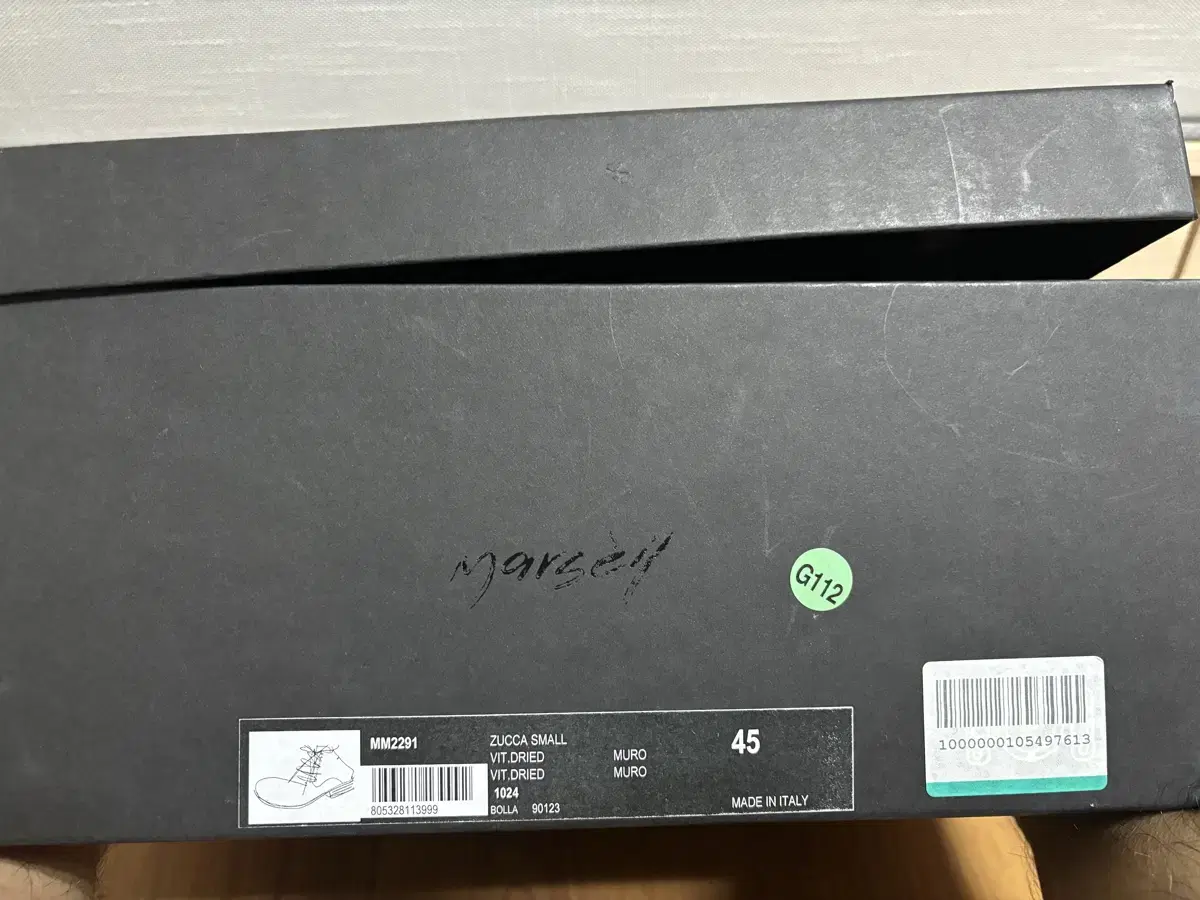 Marsèll
G112
1000000105497613
MM2291
805328113999
ZUCCA SMALL
VIT.DRIED MURO
VIT.DRIED MURO
1024
BOLLA 90123
45
MADE IN ITALY